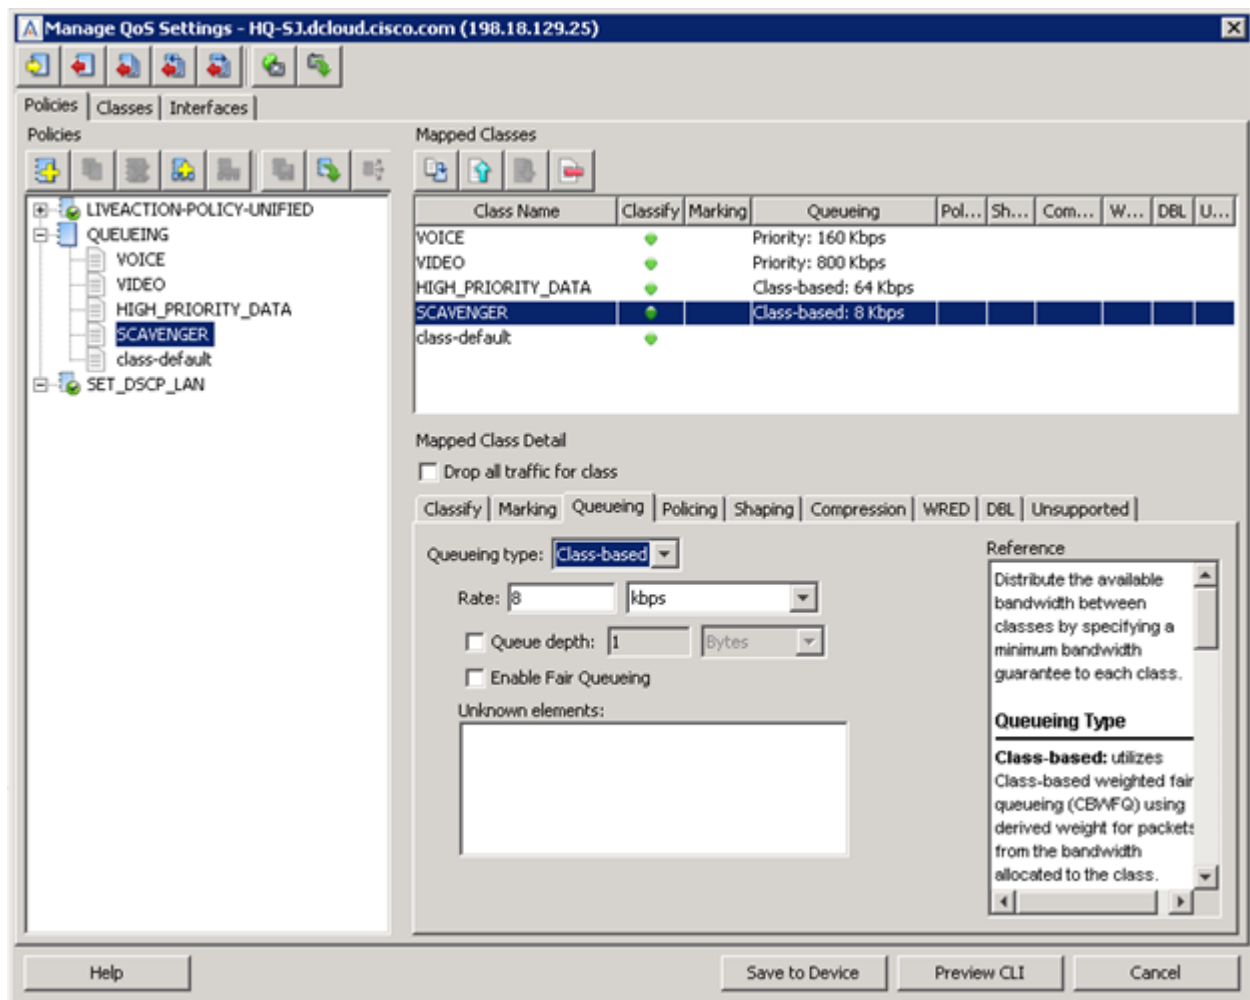 Manage QoS Settings - HQ-SJ.dcloud.cisco.com (198.18.129.25)
Policies Classes Interfaces
Policies
LIVEACTION-POLICY-UNIFIED
QUEUEING
VOICE
VIDEO
HIGH_PRIORITY_DATA
SCAVENGER
class-default
SET_DSCP_LAN
Mapped Classes
Class Name Classify Marking Queueing Pol... Sh... Com... W... DBL U...
VOICE Priority: 160 Kbps
VIDEO Priority: 800 Kbps
HIGH_PRIORITY_DATA Class-based: 64 Kbps
SCAVENGER Class-based: 8 Kbps
class-default
Mapped Class Detail
Drop all traffic for class
Classify Marking Queueing Policing Shaping Compression WRED DBL Unsupported
Queueing type: Class-based
Rate: 8 kbps
Queue depth: 1 Bytes
Enable Fair Queueing
Unknown elements:
Reference
Distribute the available
bandwidth between
classes by specifying a
minimum bandwidth
guarantee to each class.
Queueing Type
Class-based: utilizes
Class-based weighted fair
queueing (CBWFQ) using
derived weight for packets
from the bandwidth
allocated to the class.
Help Save to Device Preview CLI Cancel